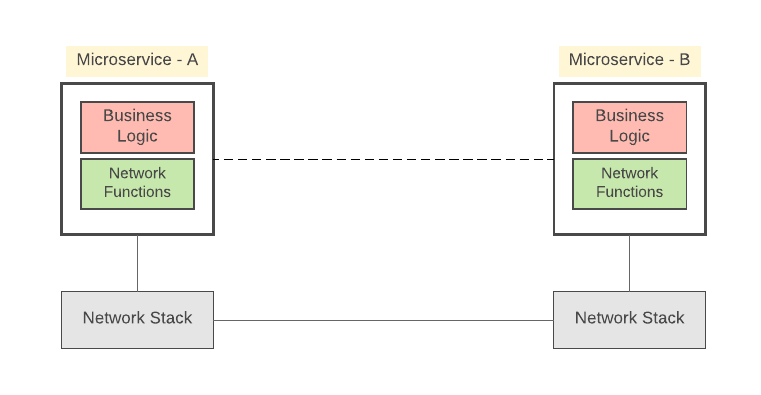 Microservice - A
Microservice - B
Business
Logic
Network
Functions
Business
Logic
Network
Functions
Network Stack
Network Stack